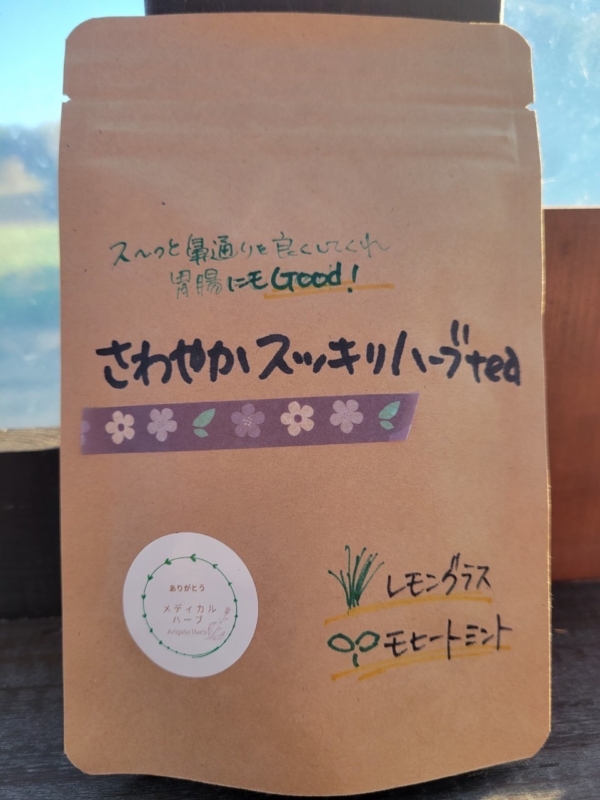 ス〜っと鼻通りを良くしてくれ
胃腸にモGood!
さわやかスッキリハーブtea
ありがとう
メディカル
ハーブ
レモングラス
モヒートミント